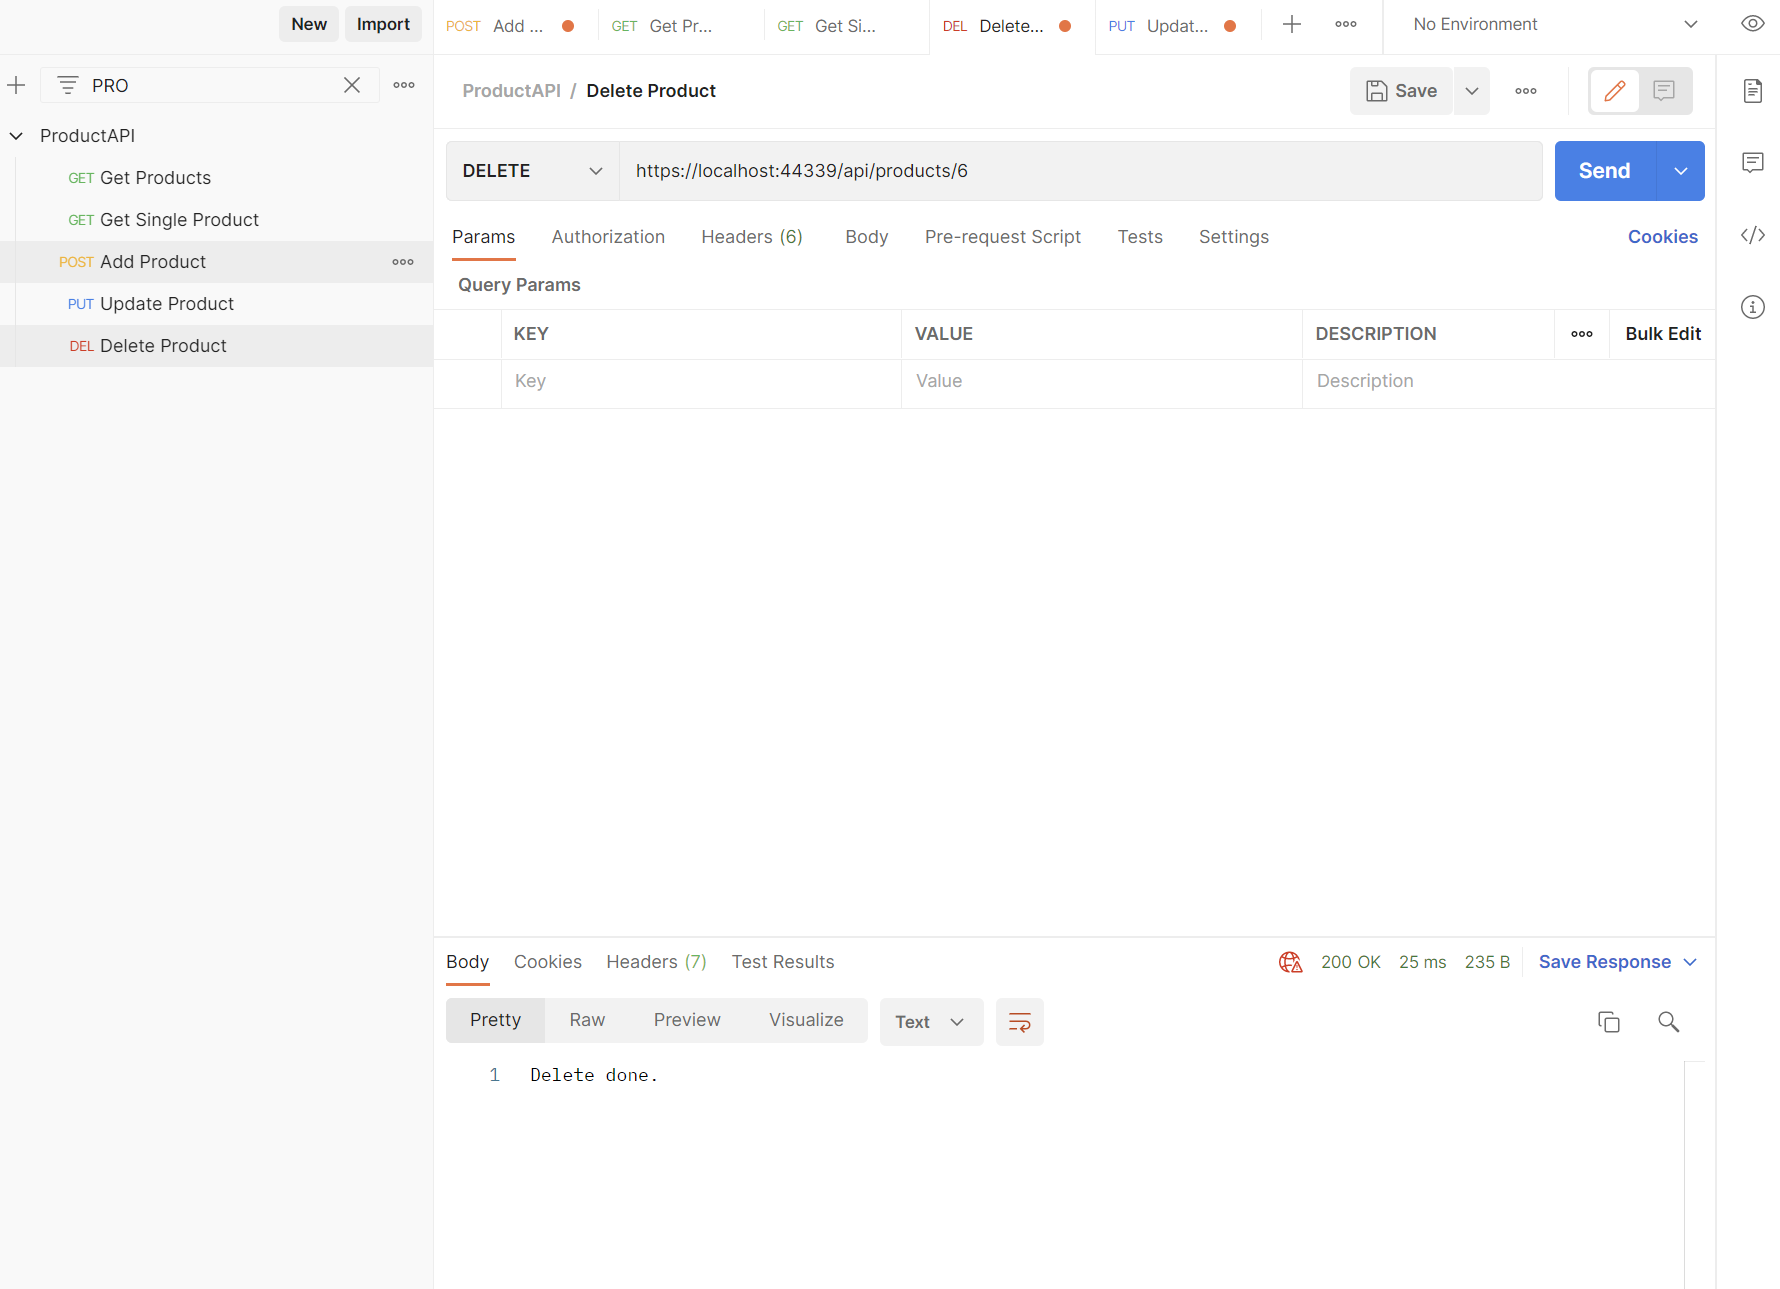 New Import
POST Add ... GET Get Pr... GET Get Si... DEL Delete... PUT Updat... No Environment
PRO
ProductAPI / Delete Product Save
ProductAPI
GET Get Products
GET Get Single Product
POST Add Product
PUT Update Product
DEL Delete Product
DELETE https://localhost:44339/api/products/6 Send
Params Authorization Headers (6) Body Pre-request Script Tests Settings Cookies
Query Params
KEY VALUE DESCRIPTION Bulk Edit
Key Value Description
Body Cookies Headers (7) Test Results 200 OK 25 ms 235 B Save Response
Pretty Raw Preview Visualize Text
1 Delete done.